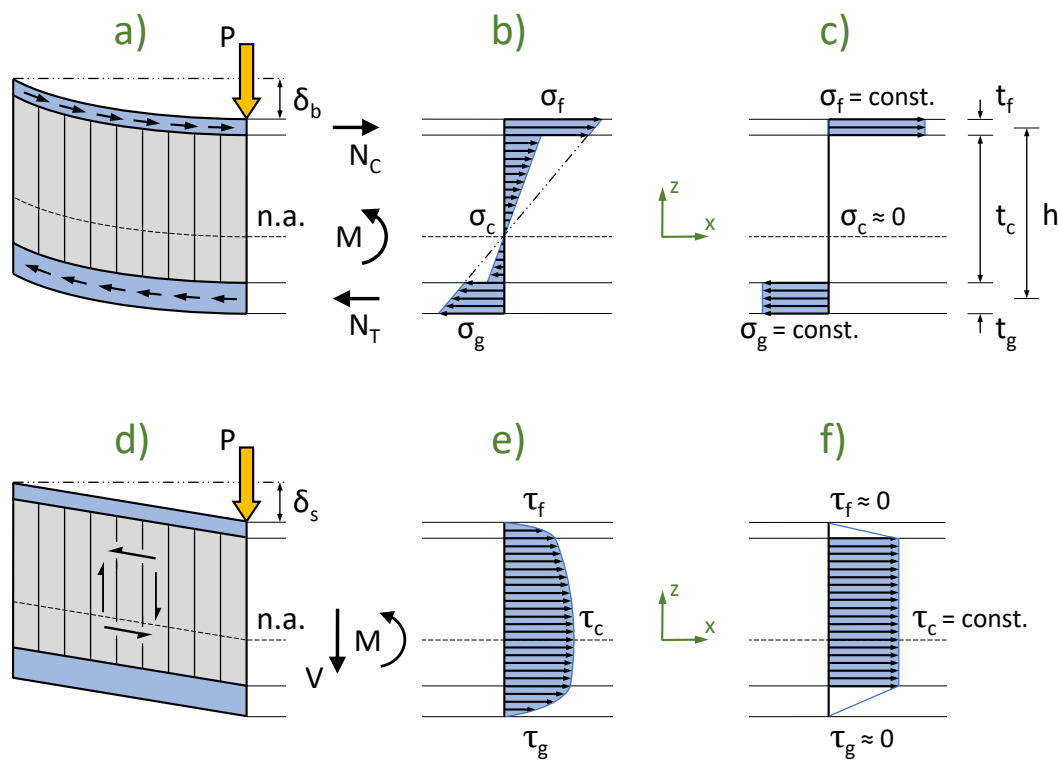 a)
b)
c)
P
δb
σf
σf = const.
tf
NC
n.a.
M
σc
z
x
σc ≈ 0
tc
h
NT
σg
σg = const.
tg
d)
e)
f)
P
δs
τf
τf ≈ 0
n.a.
V
M
τc
z
x
τc = const.
τg
τg ≈ 0